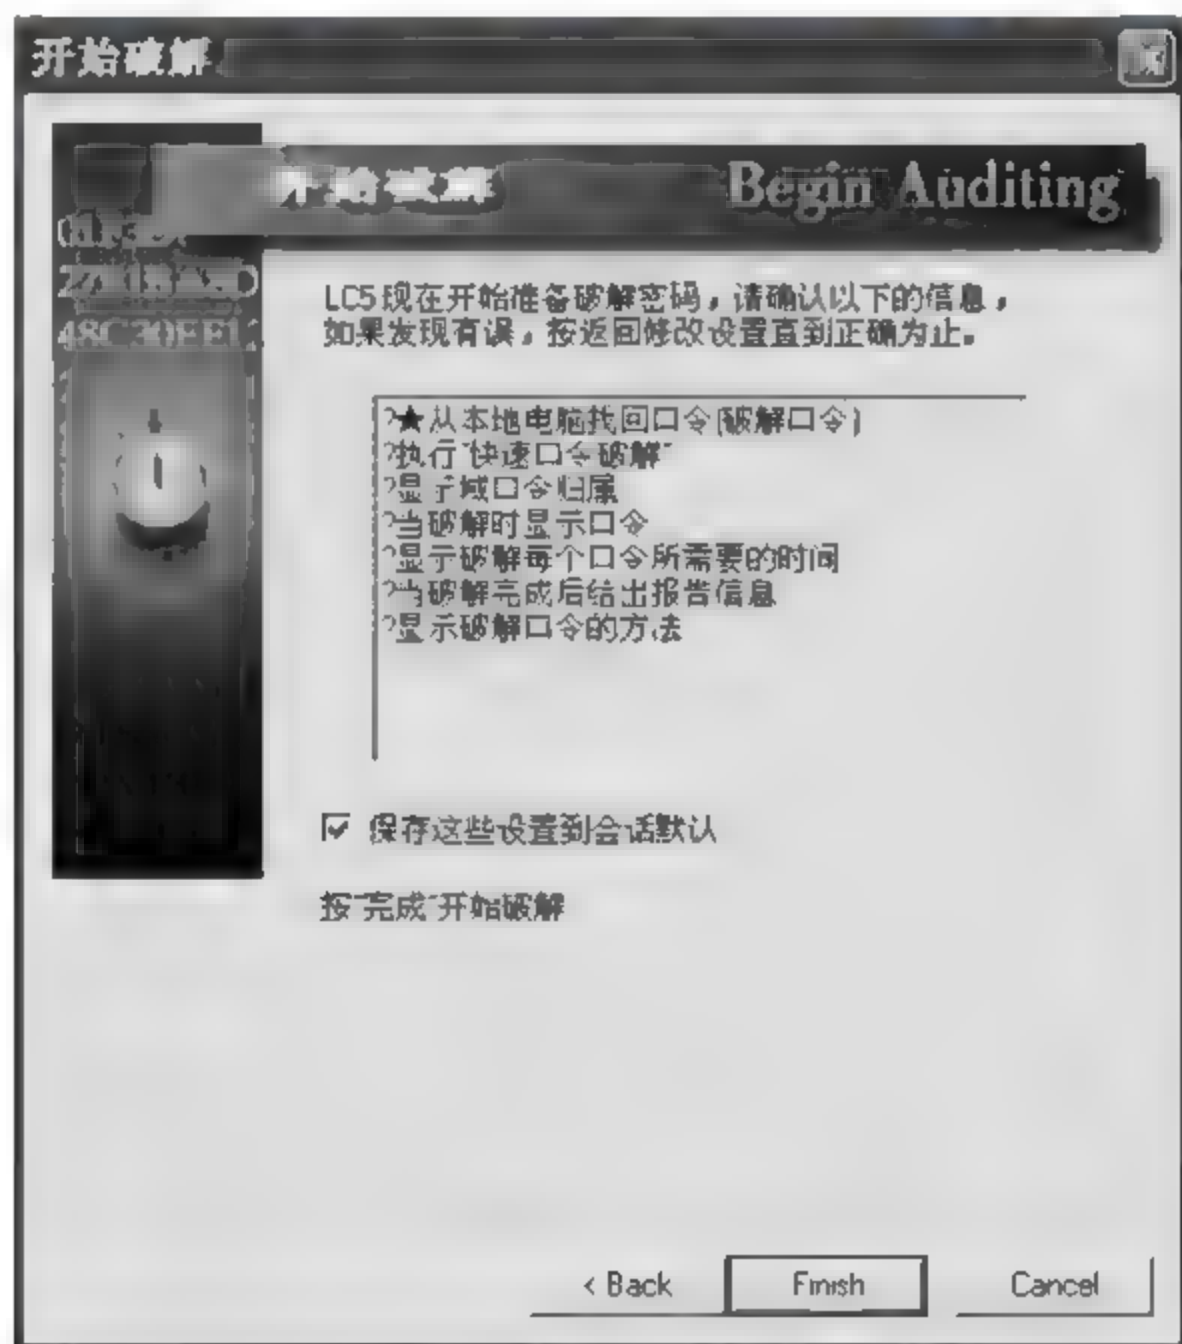 开始破解
Begin Auditing
48C30EE
LC5现在开始准备破解密码，请确认以下的信息，
如果发现有误，按返回修改设置直到正确为止。
?★从本地电脑找回口令(破解口令)
?执行"快速口令破解"
?显示域口令归属
?当破解时显示口令
?显示破解每个口令所需要的时间
?当破解完成后给出报告信息
?显示破解口令的方法
保存这些设置到会话默认
按"完成"开始破解
< Back
Finish
Cancel